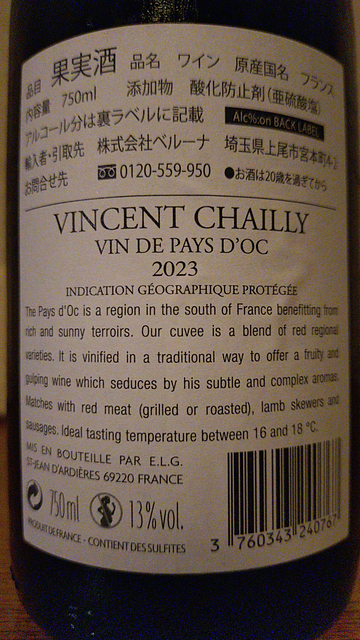 品目 果実酒 品名 ワイン 原産国名 フランス
内容量 750ml 添加物 酸化防止剤(亜硫酸塩)
アルコール分は裏ラベルに記載 Alc%:on BACK LABEL
輸入者・引取先 株式会社ベルーナ 埼玉県上尾市宮本町4-2
お問合せ先 0120-559-950 ●お酒は20歳を過ぎてから
VINCENT CHAILLY
VIN DE PAYS D'OC
2023
INDICATION GÉOGRAPHIQUE PROTÉGÉE
The Pays d'Oc is a region in the south of France benefitting from
rich and sunny terroirs. Our cuvee is a blend of red regional
varieties. It is vinified in a traditional way to offer a fruity and
gulping wine which seduces by his subtle and complex aromas.
Matches with red meat (grilled or roasted), lamb skewers and
sausages. Ideal tasting temperature between 16 and 18 °C.
MIS EN BOUTEILLE PAR E.L.G.
ST-JEAN D'ARDIÈRES 69220 FRANCE
750ml 13% vol.
PRODUIT DE FRANCE - CONTIENT DES SULFITES
3 760343 240767